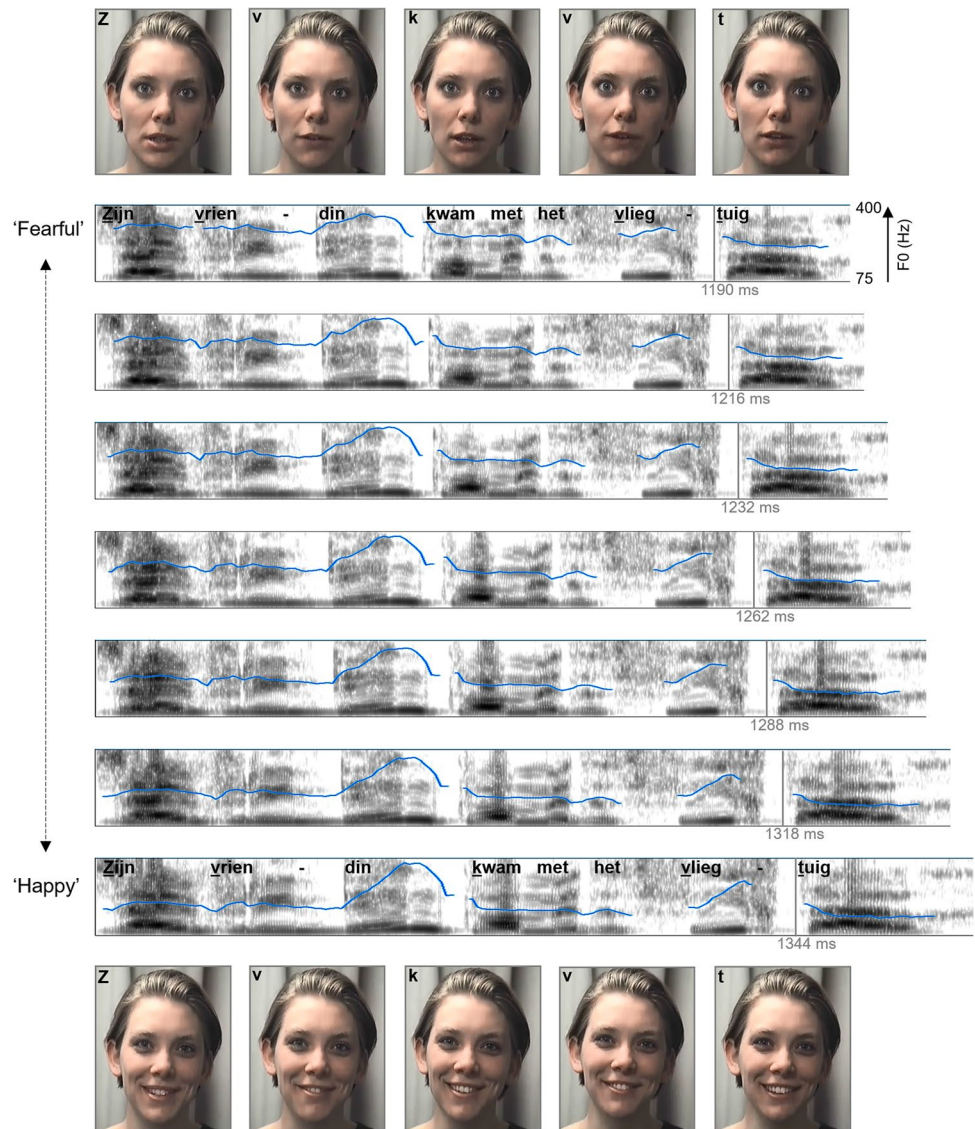 Z v k v t
'Fearful'
Zijn vrien - din kwam met het vlieg - tuig
400
F0 (Hz)
75
1190 ms
1216 ms
1232 ms
1262 ms
1288 ms
1318 ms
Zijn vrien - din kwam met het vlieg - tuig
'Happy'
1344 ms
Z v k v t